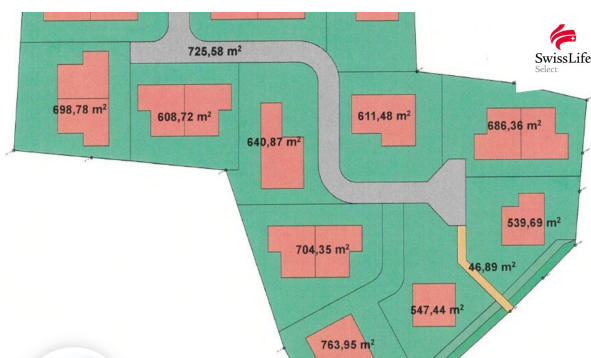 SwissLife
Select
725,58 m²
698,78 m²
608,72 m²
611,48 m²
686,36 m²
640,87 m²
539,69 m²
704,35 m²
46,89 m²
547,44 m²
763,95 m²